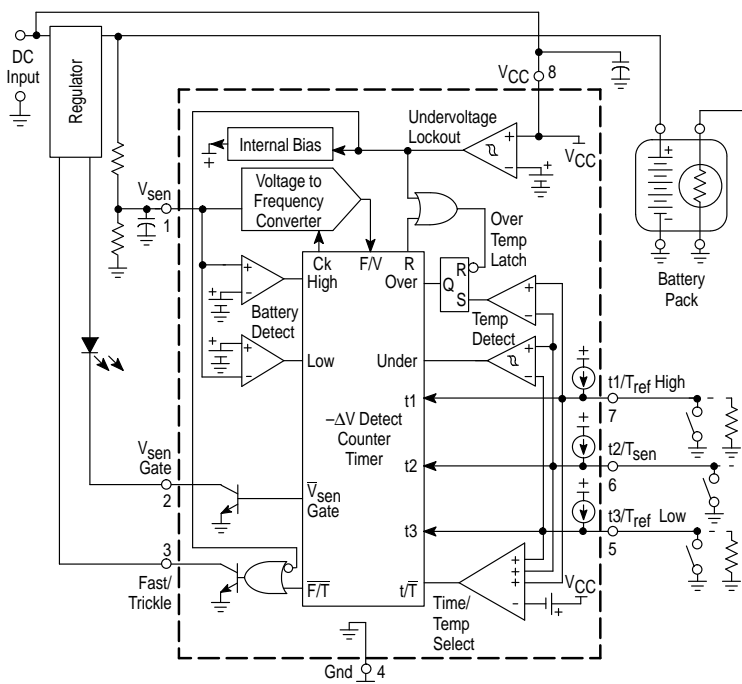 DC
Input
Regulator
VCC 8
Undervoltage
Lockout
Internal Bias
VCC
Voltage to
Frequency
Converter
Vsen
1
Over
Temp
Latch
Ck
F/V
R
High
Over
Q
R
S
Battery
Detect
Temp
Detect
Battery
Pack
Low
Under
t1
t1/Tref High
7
–ΔV Detect
Counter
Timer
t2
t2/Tsen
6
Vsen
Gate
2
V̅sen
Gate
t3
t3/Tref Low
5
3
Fast/
Trickle
F̅/̅T̅
t/T̅
Time/
Temp
Select
VCC
Gnd 4